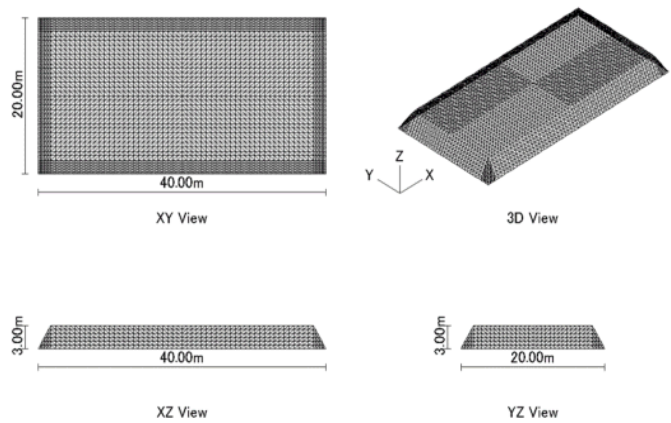 20.00m
40.00m
XY View
Z
Y
X
3D View
3.00m
40.00m
XZ View
3.00m
20.00m
YZ View